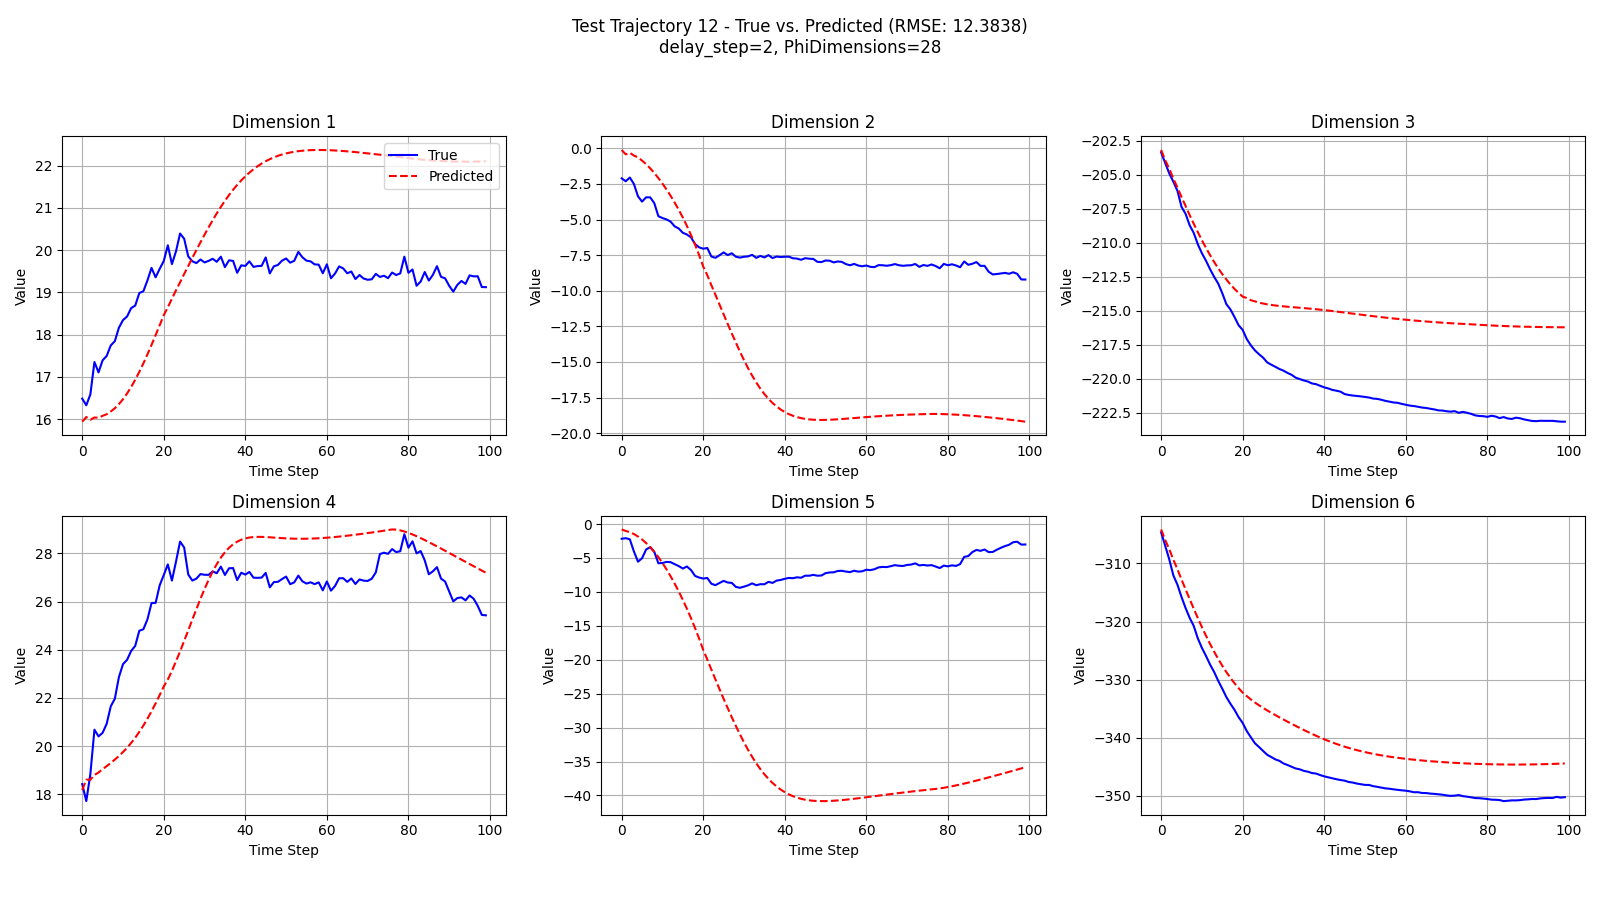 Test Trajectory 12 - True vs. Predicted (RMSE: 12.3838)
delay_step=2, PhiDimensions=28
Dimension 1
Value
22
21
20
19
18
17
16
0 20 40 60 80 100
Time Step
True
Predicted
Dimension 2
Value
0.0
−2.5
−5.0
−7.5
−10.0
−12.5
−15.0
−17.5
−20.0
0 20 40 60 80 100
Time Step
Dimension 3
Value
−202.5
−205.0
−207.5
−210.0
−212.5
−215.0
−217.5
−220.0
−222.5
0 20 40 60 80 100
Time Step
Dimension 4
Value
28
26
24
22
20
18
0 20 40 60 80 100
Time Step
Dimension 5
Value
0
−5
−10
−15
−20
−25
−30
−35
−40
0 20 40 60 80 100
Time Step
Dimension 6
Value
−310
−320
−330
−340
−350
0 20 40 60 80 100
Time Step